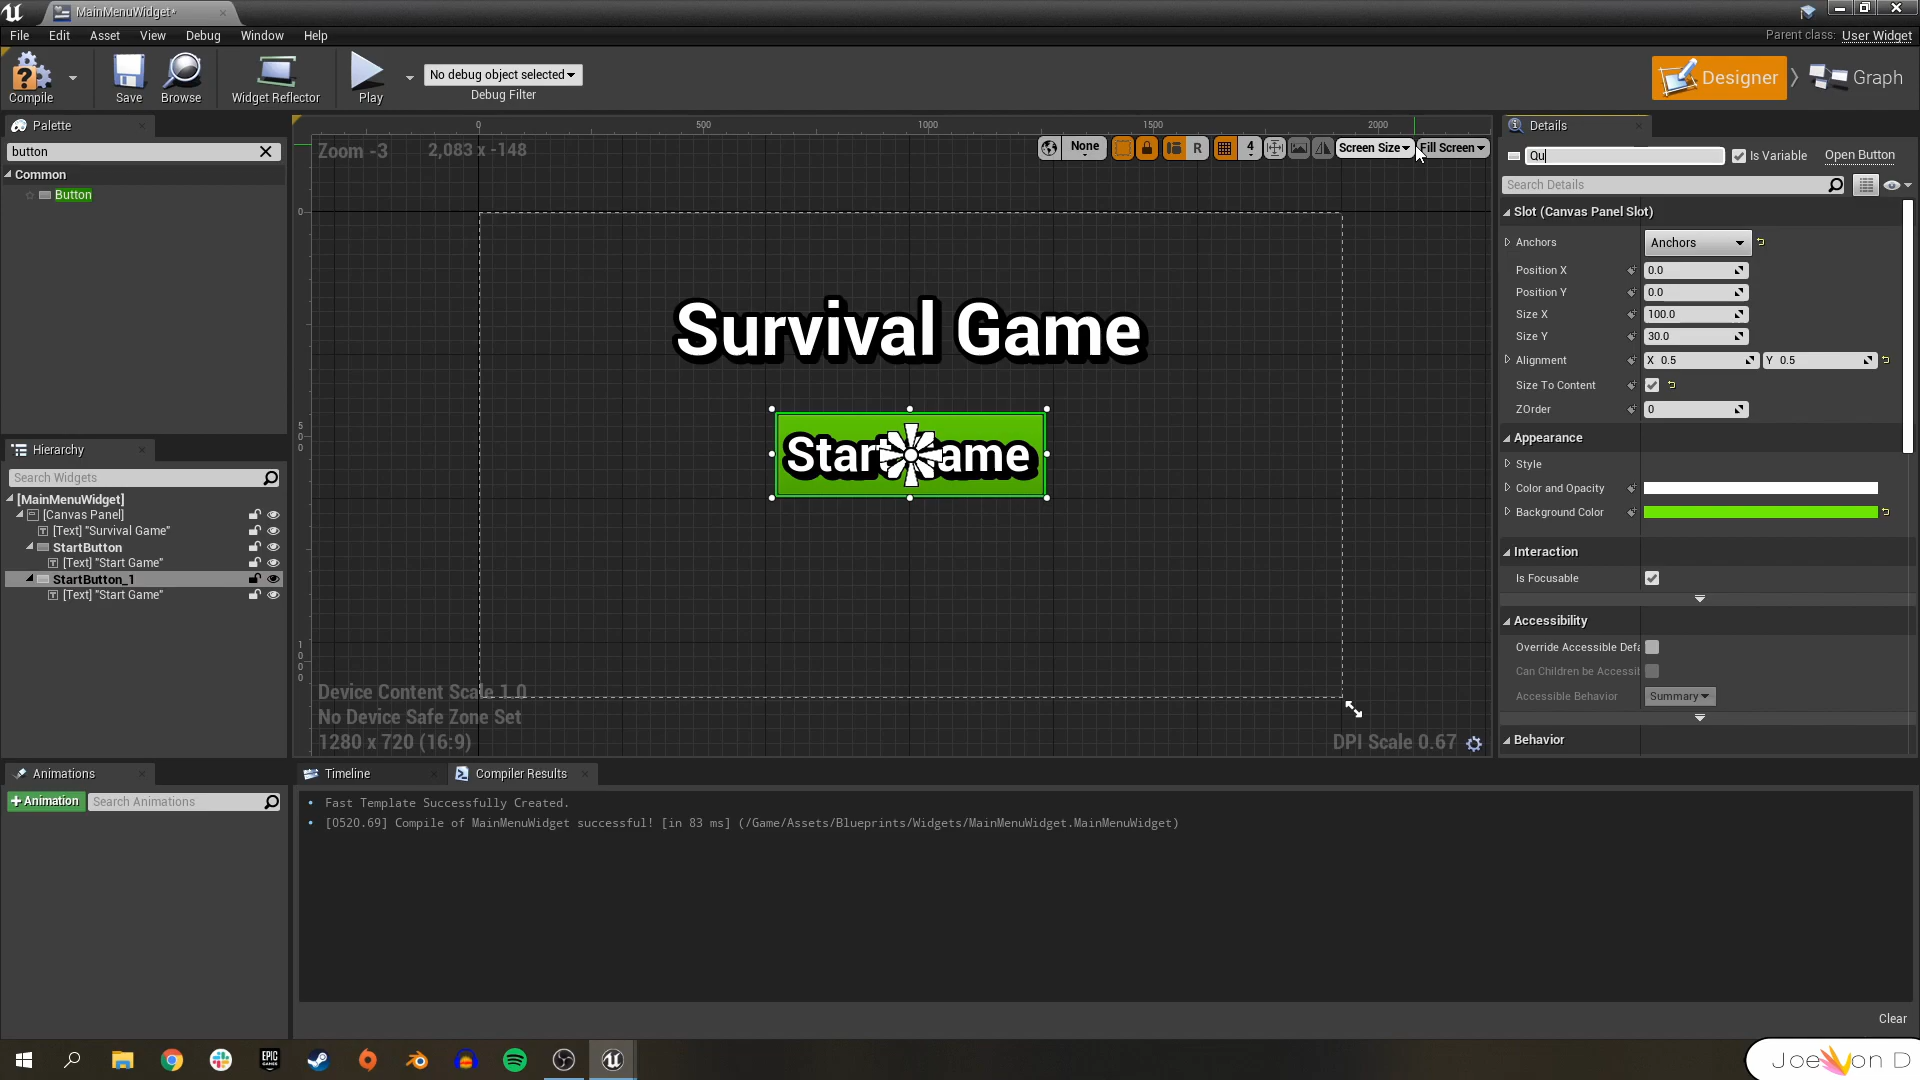 MainMenuWidget*
File Edit Asset View Debug Window Help
Parent class: User Widget
Compile Save Browse Widget Reflector Play
No debug object selected
Debug Filter
Designer Graph
Palette
button
Common
Button
Hierarchy
Search Widgets
[MainMenuWidget]
[Canvas Panel]
[Text] "Survival Game"
StartButton
[Text] "Start Game"
StartButton_1
[Text] "Start Game"
Animations
+Animation Search Animations
0 500 1000 1500 2000
Zoom -3 2,083 x -148
None R 4 Screen Size Fill Screen
0
500
1000
Survival Game
Start Game
Device Content Scale 1.0
No Device Safe Zone Set
1280 x 720 (16:9)
DPI Scale 0.67
Details
Qu Is Variable Open Button
Search Details
Slot (Canvas Panel Slot)
Anchors Anchors
Position X 0.0
Position Y 0.0
Size X 100.0
Size Y 30.0
Alignment X 0.5 Y 0.5
Size To Content
ZOrder 0
Appearance
Style
Color and Opacity
Background Color
Interaction
Is Focusable
Accessibility
Override Accessible Defa
Can Children be Accessib
Accessible Behavior Summary
Behavior
Timeline Compiler Results
Fast Template Successfully Created.
[0520.69] Compile of MainMenuWidget successful! [in 83 ms] (/Game/Assets/Blueprints/Widgets/MainMenuWidget.MainMenuWidget)
Clear
EPIC GAMES